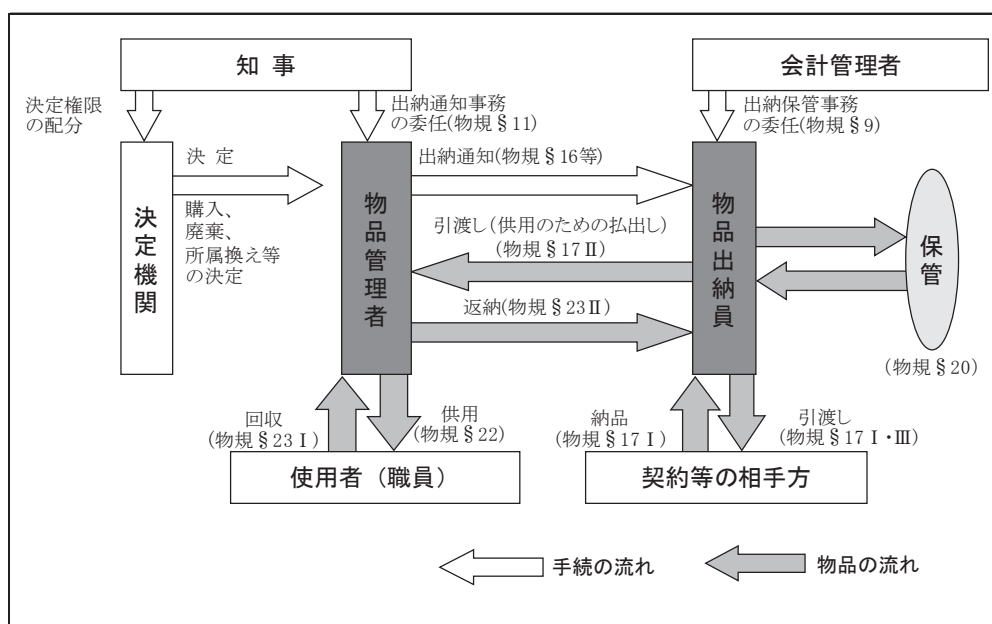 知 事
会計管理者
決定権限
の配分
出納通知事務
の委任(物規§11)
出納保管事務
の委任(物規§9)
決定機関
決 定
購入、
廃棄、
所属換え等
の決定
物品管理者
出納通知(物規§16等)
引渡し(供用のための払出し)
(物規§17Ⅱ)
返納(物規§23Ⅱ)
物品出納員
保管
(物規§20)
回収
(物規§23Ⅰ)
供用
(物規§22)
納品
(物規§17Ⅰ)
引渡し
(物規§17Ⅰ・Ⅲ)
使用者（職員）
契約等の相手方
手続の流れ
物品の流れ